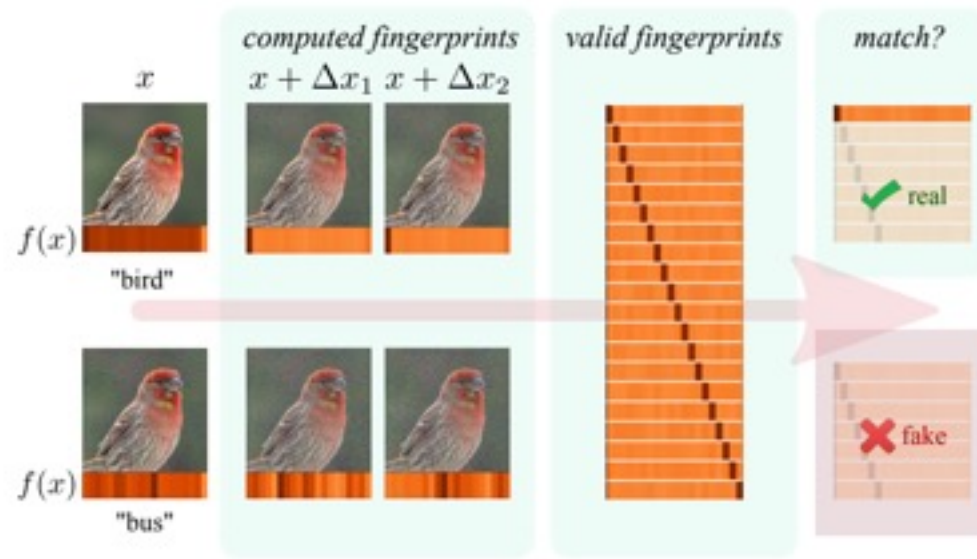 computed fingerprints
valid fingerprints
match?
x
x + Δx₁
x + Δx₂
f(x)
"bird"
real
f(x)
"bus"
fake